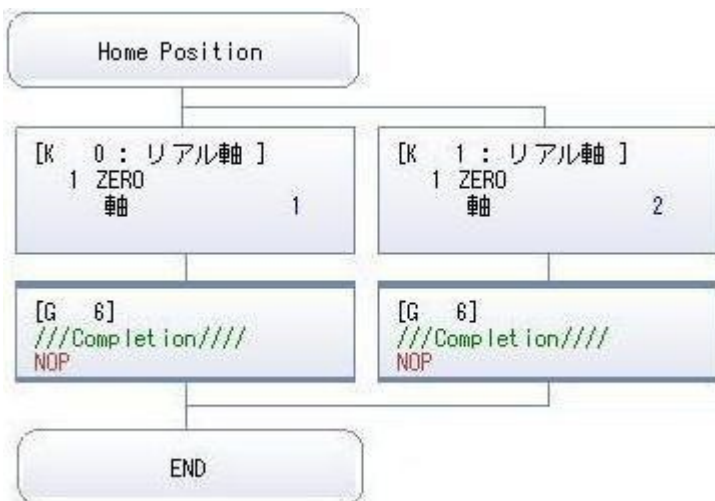 Home Position
[K 0 : リアル軸 ]
1 ZERO
軸 1
[K 1 : リアル軸 ]
1 ZERO
軸 2
[G 6]
///Completion////
NOP
[G 6]
///Completion////
NOP
END